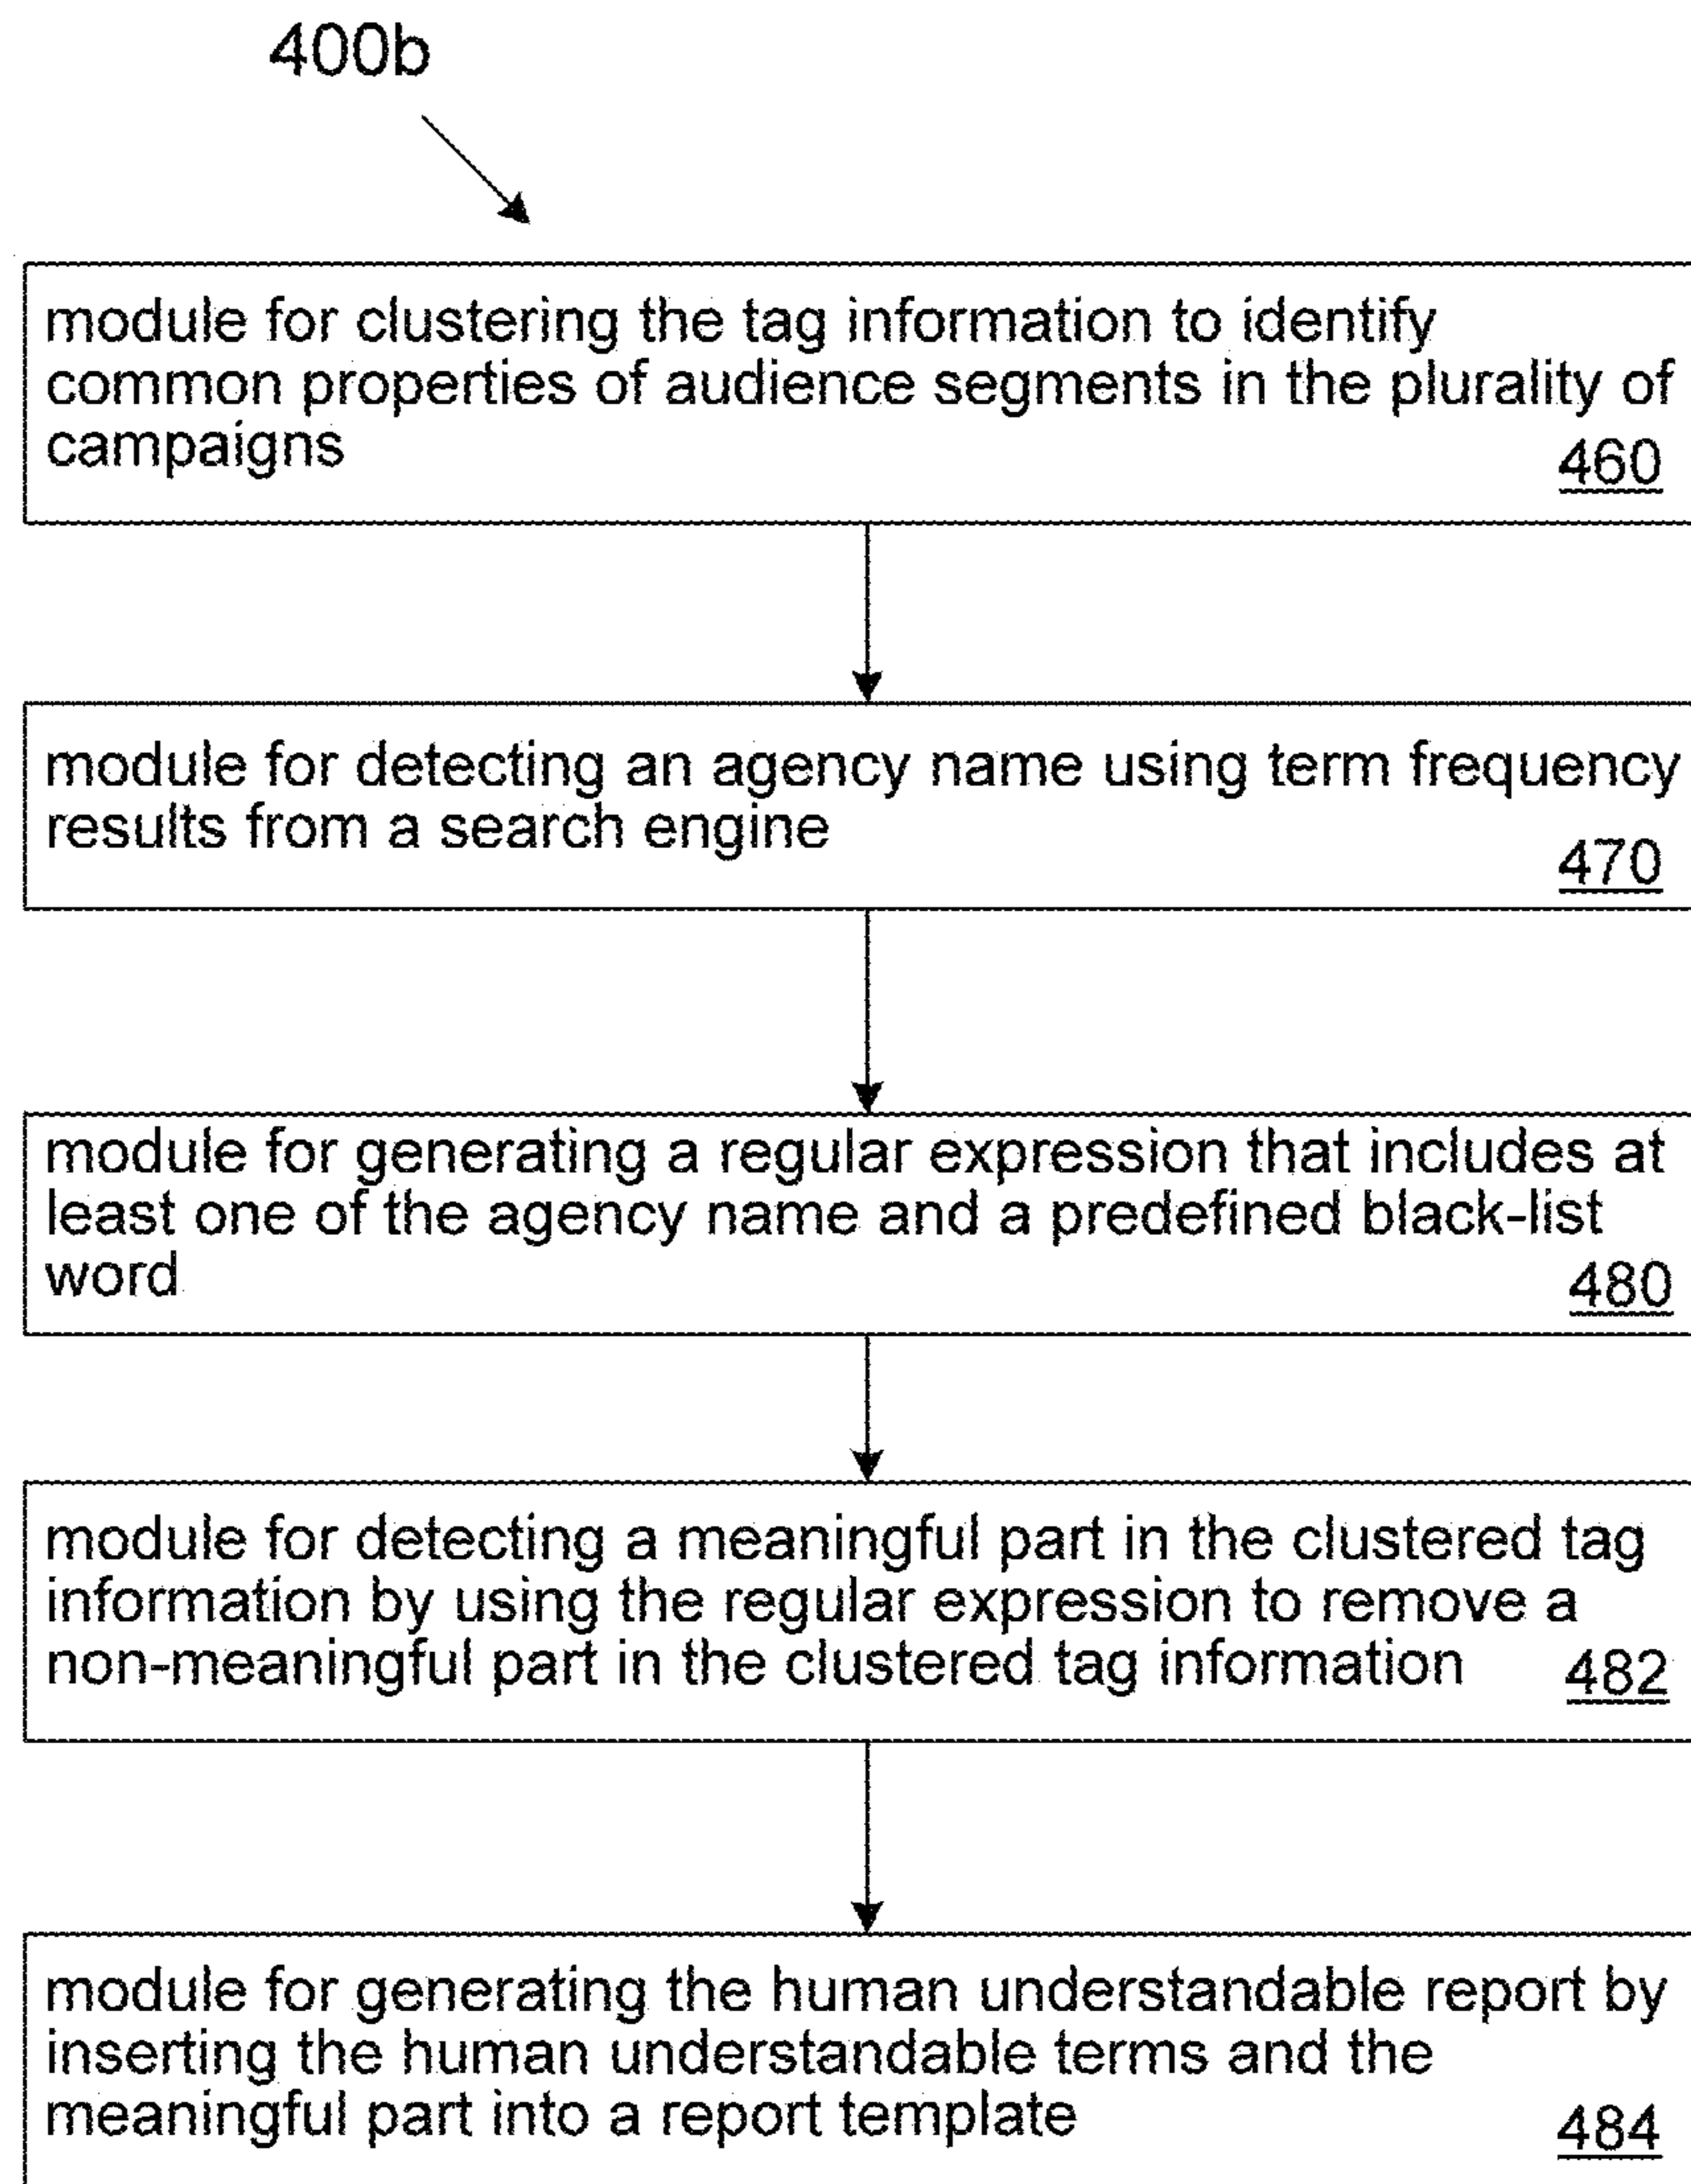 400b
module for clustering the tag information to identify
common properties of audience segments in the plurality of
campaigns
460
module for detecting an agency name using term frequency
results from a search engine
470
module for generating a regular expression that includes at
least one of the agency name and a predefined black-list
word
480
module for detecting a meaningful part in the clustered tag
information by using the regular expression to remove a
non-meaningful part in the clustered tag information
482
module for generating the human understandable report by
inserting the human understandable terms and the
meaningful part into a report template
484